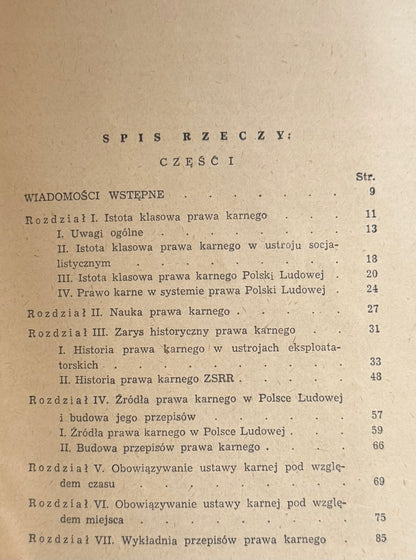 SPIS RZECZY:
CZĘŚĆ I
Str.
WIADOMOŚCI WSTĘPNE . . . . . . . 9
Rozdział I. Istota klasowa prawa karnego . . . 11
I. Uwagi ogólne . . . . . . . . 13
II. Istota klasowa prawa karnego w ustroju socja-
listycznym . . . . . . . . 18
III. Istota klasowa prawa karnego Polski Ludowej . 20
IV. Prawo karne w systemie prawa Polski Ludowej . 24
Rozdział II. Nauka prawa karnego . . . . . 27
Rozdział III. Zarys historyczny prawa karnego . . 31
I. Historia prawa karnego w ustrojach eksploata-
torskich . . . . . . . . . 33
II. Historia prawa karnego ZSRR . . . . . 48
Rozdział IV. Źródła prawa karnego w Polsce Ludowej
i budowa jego przepisów . . . . . . 57
I. Źródła prawa karnego w Polsce Ludowej . . . 59
II. Budowa przepisów prawa karnego . . . . 66
Rozdział V. Obowiązywanie ustawy karnej pod wzglę-
dem czasu . . . . . . . . . 69
Rozdział VI. Obowiązywanie ustawy karnej pod wzglę-
dem miejsca . . . . . . . . 75
Rozdział VII. Wykładnia przepisów prawa karnego . 85